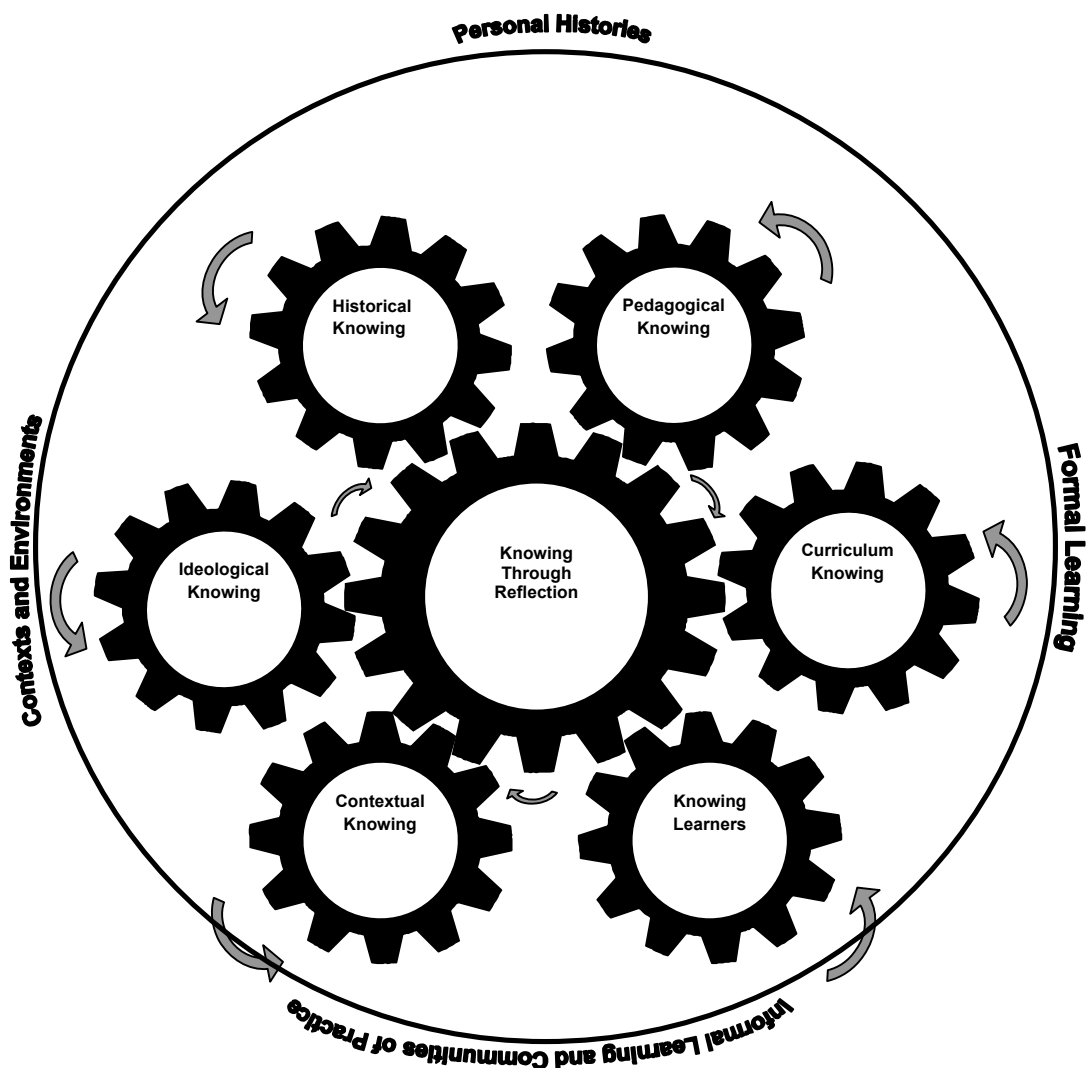 Personal Histories
Historical
Knowing
Pedagogical
Knowing
Contexts and Environments
Formal Learning
Ideological
Knowing
Knowing
Through
Reflection
Curriculum
Knowing
Contextual
Knowing
Knowing
Learners
Informal Learning and Communities of Practice